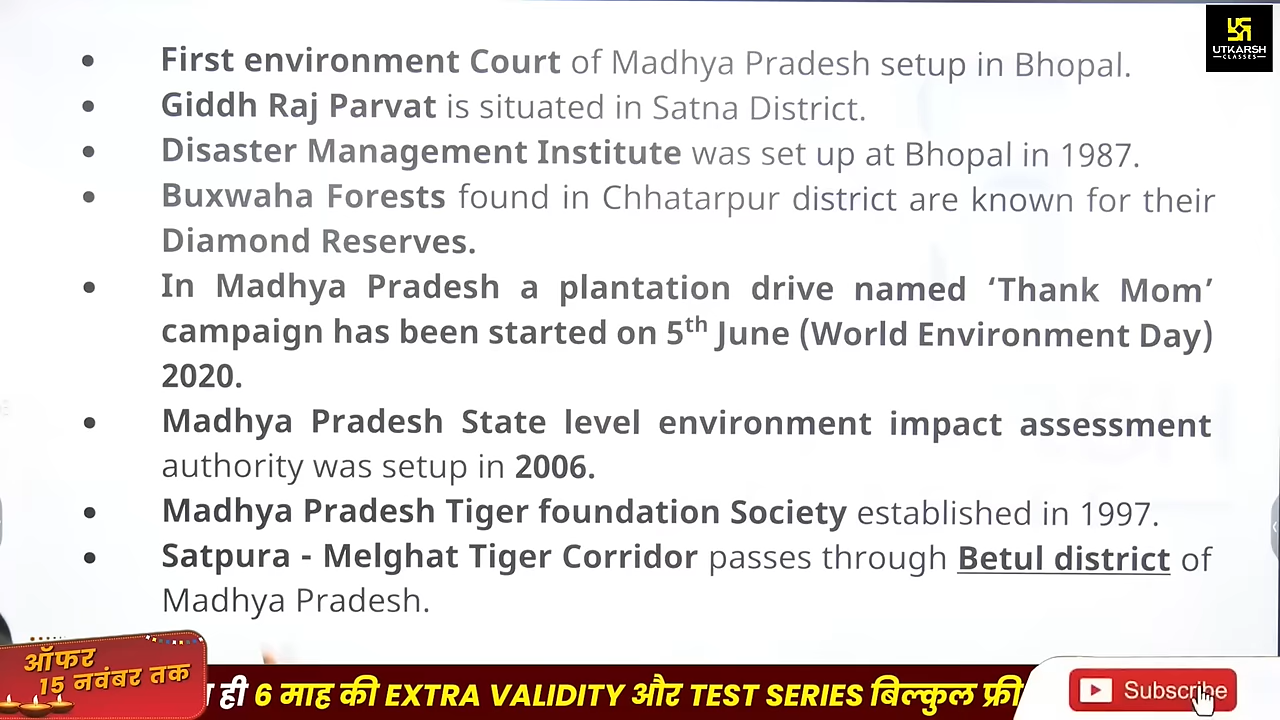 UTKARSH
CLASSES
• First environment Court of Madhya Pradesh setup in Bhopal.
• Giddh Raj Parvat is situated in Satna District.
• Disaster Management Institute was set up at Bhopal in 1987.
• Buxwaha Forests found in Chhatarpur district are known for their
Diamond Reserves.
• In Madhya Pradesh a plantation drive named ‘Thank Mom’
campaign has been started on 5th June (World Environment Day)
2020.
• Madhya Pradesh State level environment impact assessment
authority was setup in 2006.
• Madhya Pradesh Tiger foundation Society established in 1997.
• Satpura - Melghat Tiger Corridor passes through Betul district of
Madhya Pradesh.
ऑफर
15 नवंबर तक
ही 6 माह की EXTRA VALIDITY और TEST SERIES बिल्कुल फ्री
Subscribe